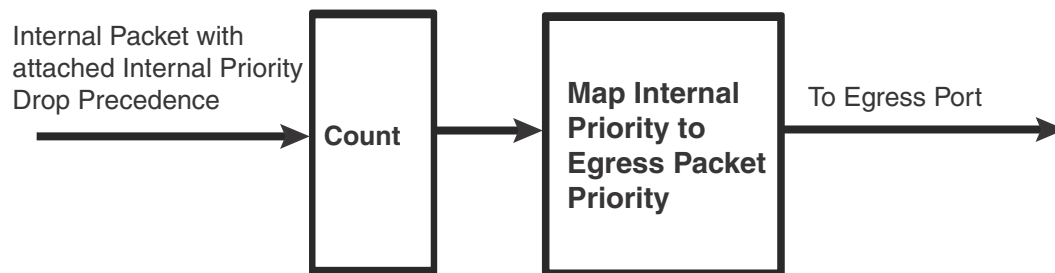 Internal Packet with
attached Internal Priority
Drop Precedence
Count
Map Internal
Priority to
Egress Packet
Priority
To Egress Port